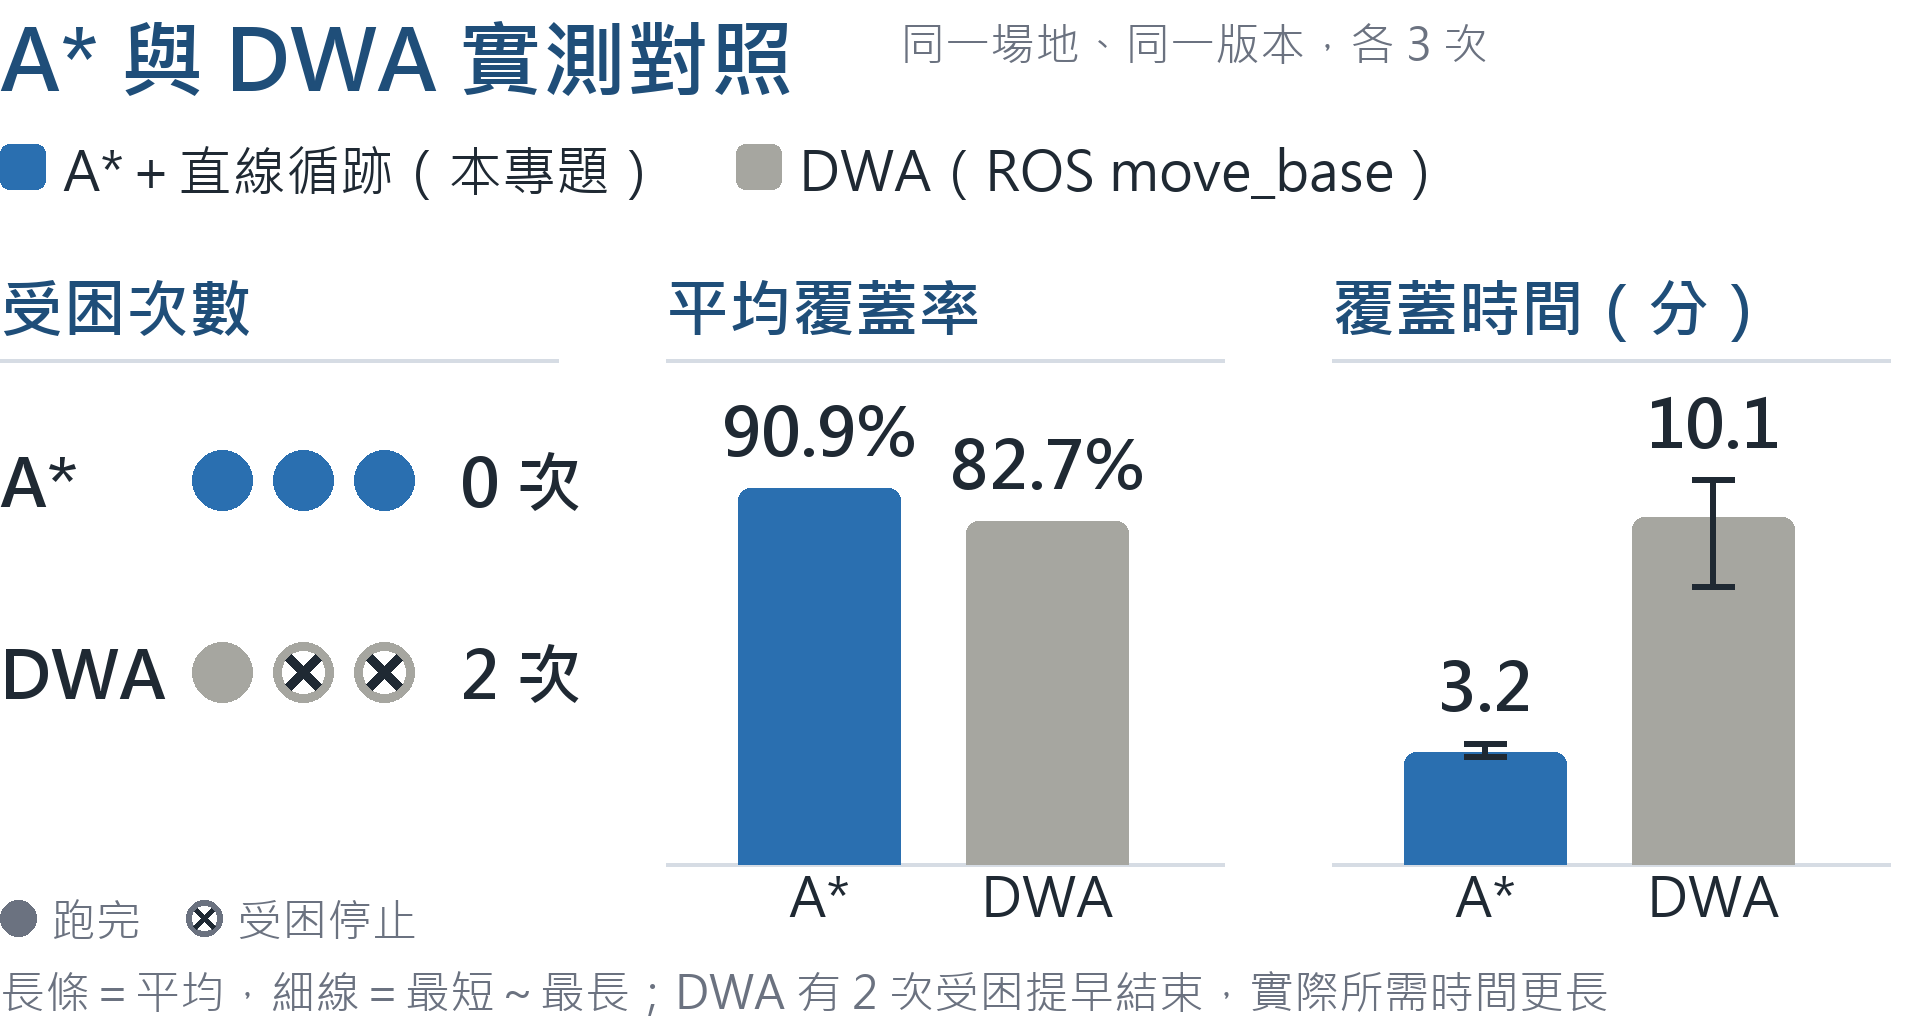 A* 與 DWA 實測對照
同一場地、同一版本，各 3 次
A*＋直線循跡（本專題）
DWA（ROS move_base）
受困次數
A* 0 次
DWA 2 次
跑完
受困停止
平均覆蓋率
90.9%
82.7%
A* DWA
覆蓋時間（分）
10.1
3.2
A* DWA
長條＝平均，細線＝最短～最長；DWA 有 2 次受困提早結束，實際所需時間更長